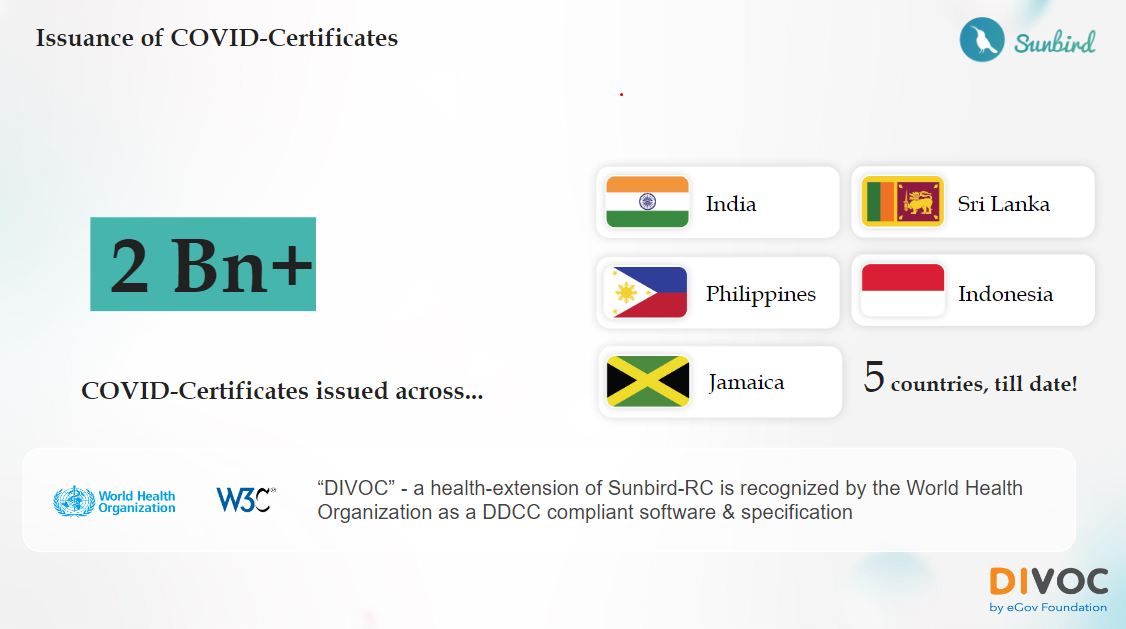 Issuance of COVID-Certificates
Sunbird
2 Bn+
COVID-Certificates issued across...
India
Sri Lanka
Philippines
Indonesia
Jamaica
5 countries, till date!
World Health
Organization
W3C®
“DIVOC” - a health-extension of Sunbird-RC is recognized by the World Health
Organization as a DDCC compliant software & specification
DIVOC
by eGov Foundation